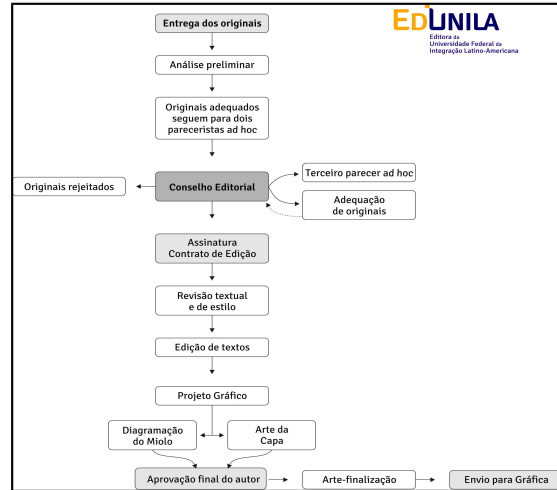 Entrega dos originais
EDUNILA
Editora da
Universidade Federal da
Integração Latino-Americana
Análise preliminar
Originais adequados
seguem para dois
pareceristas ad hoc
Originais rejeitados
Conselho Editorial
Terceiro parecer ad hoc
Adequação
de originais
Assinatura
Contrato de Edição
Revisão textual
e de estilo
Edição de textos
Projeto Gráfico
Diagramação
do Miolo
Arte da
Capa
Aprovação final do autor
Arte-finalização
Envio para Gráfica